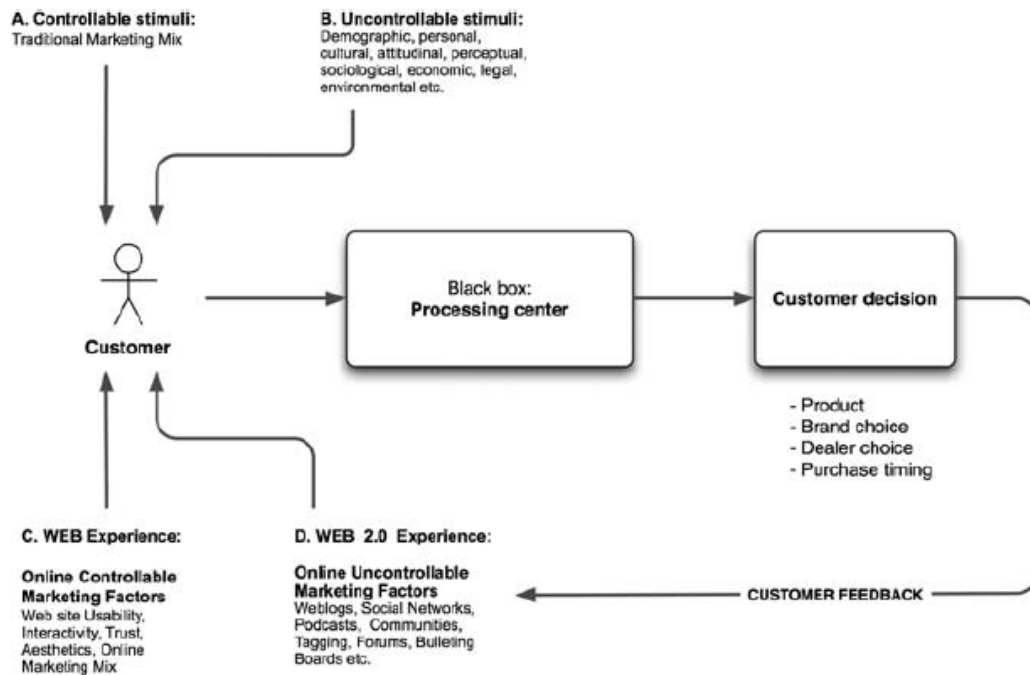 A. Controllable stimuli:
Traditional Marketing Mix
B. Uncontrollable stimuli:
Demographic, personal,
cultural, attitudinal, perceptual,
sociological, economic, legal,
environmental etc.
Customer
Black box:
Processing center
Customer decision
- Product
- Brand choice
- Dealer choice
- Purchase timing
C. WEB Experience:
Online Controllable
Marketing Factors
Web site Usability,
Interactivity, Trust,
Aesthetics, Online
Marketing Mix
D. WEB 2.0 Experience:
Online Uncontrollable
Marketing Factors
Weblogs, Social Networks,
Podcasts, Communities,
Tagging, Forums, Bulleting
Boards etc.
CUSTOMER FEEDBACK